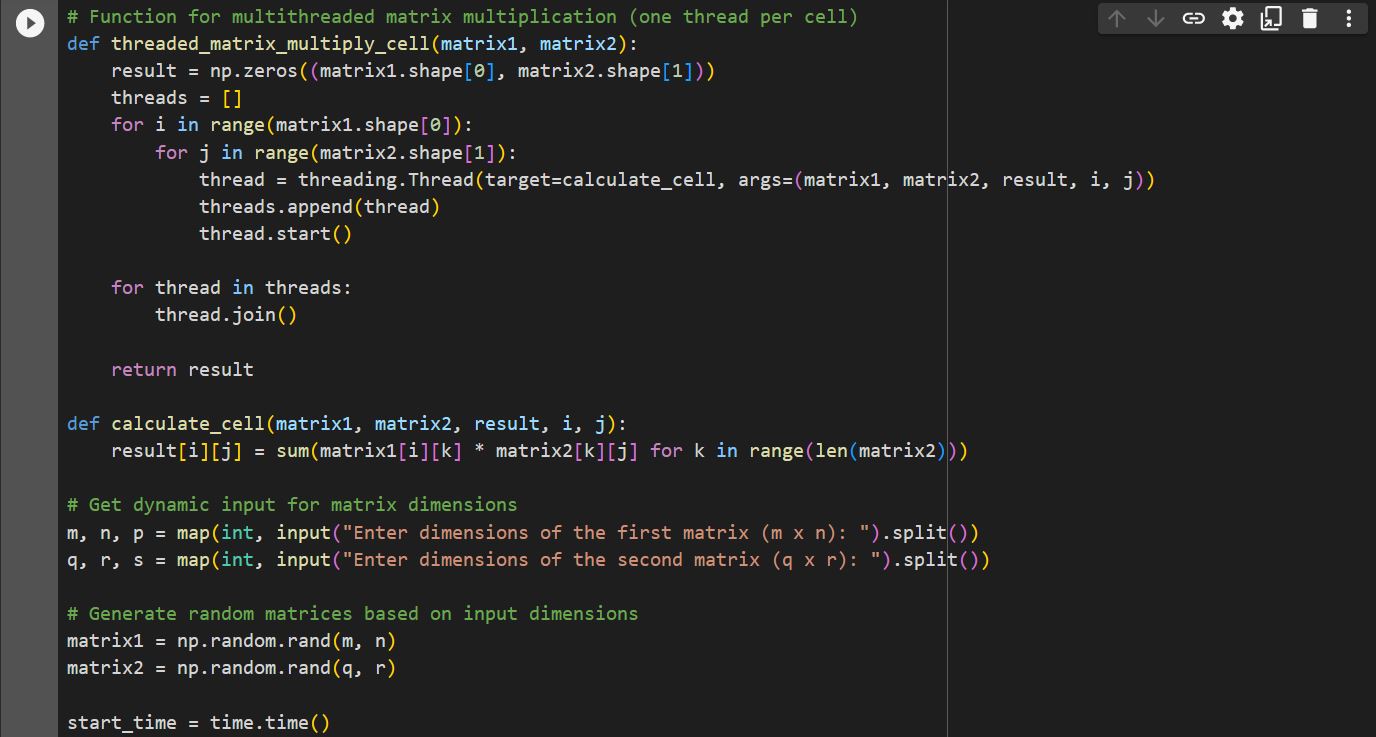 # Function for multithreaded matrix multiplication (one thread per cell)
def threaded_matrix_multiply_cell(matrix1, matrix2):
    result = np.zeros((matrix1.shape[0], matrix2.shape[1]))
    threads = []
    for i in range(matrix1.shape[0]):
        for j in range(matrix2.shape[1]):
            thread = threading.Thread(target=calculate_cell, args=(matrix1, matrix2, result, i, j))
            threads.append(thread)
            thread.start()
    for thread in threads:
        thread.join()
    return result
def calculate_cell(matrix1, matrix2, result, i, j):
    result[i][j] = sum(matrix1[i][k] * matrix2[k][j] for k in range(len(matrix2)))
# Get dynamic input for matrix dimensions
m, n, p = map(int, input("Enter dimensions of the first matrix (m x n): ").split())
q, r, s = map(int, input("Enter dimensions of the second matrix (q x r): ").split())
# Generate random matrices based on input dimensions
matrix1 = np.random.rand(m, n)
matrix2 = np.random.rand(q, r)
start_time = time.time()